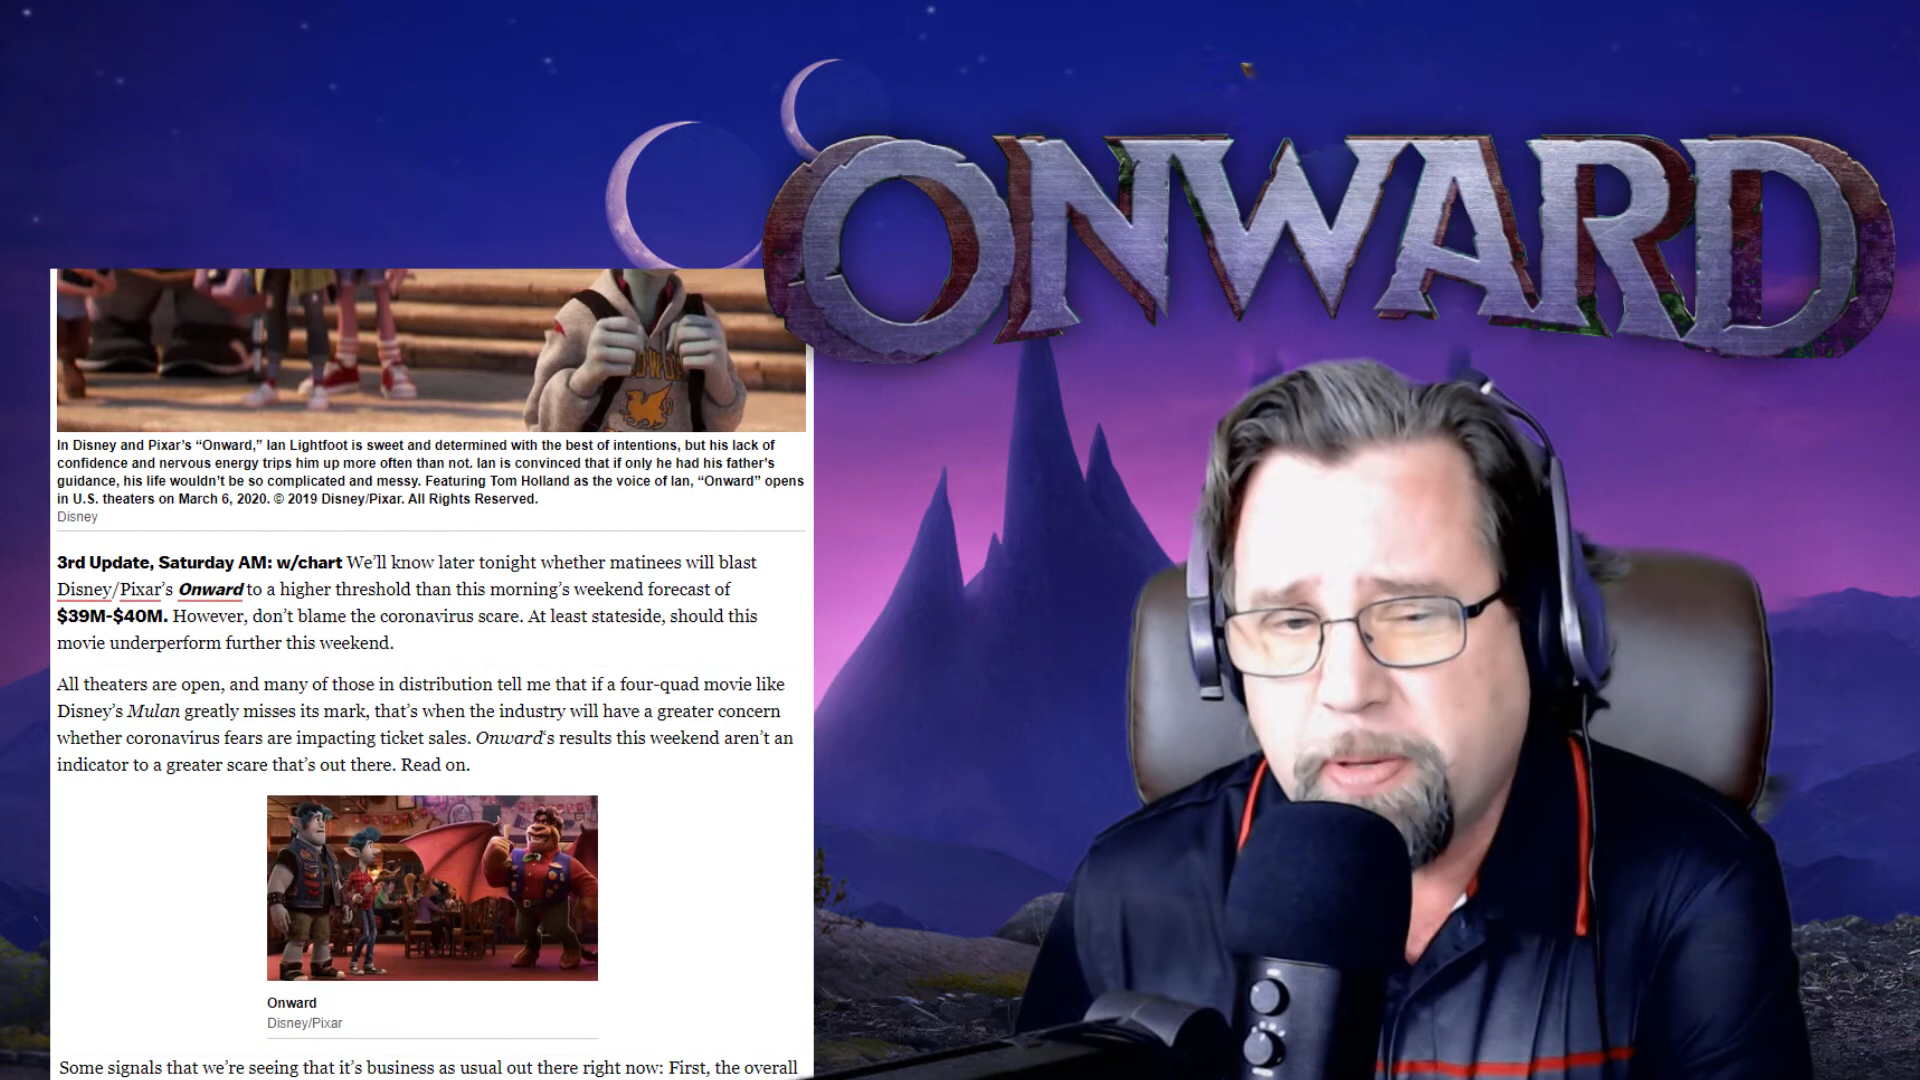 ONWARD
In Disney and Pixar’s “Onward,” Ian Lightfoot is sweet and determined with the best of intentions, but his lack of
confidence and nervous energy trips him up more often than not. Ian is convinced that if only he had his father’s
guidance, his life wouldn’t be so complicated and messy. Featuring Tom Holland as the voice of Ian, “Onward” opens
in U.S. theaters on March 6, 2020. © 2019 Disney/Pixar. All Rights Reserved.
Disney
3rd Update, Saturday AM: w/chart We’ll know later tonight whether matinees will blast
Disney/Pixar’s Onward to a higher threshold than this morning’s weekend forecast of
$39M-$40M. However, don’t blame the coronavirus scare. At least stateside, should this
movie underperform further this weekend.
All theaters are open, and many of those in distribution tell me that if a four-quad movie like
Disney’s Mulan greatly misses its mark, that’s when the industry will have a greater concern
whether coronavirus fears are impacting ticket sales. Onward‘s results this weekend aren’t an
indicator to a greater scare that’s out there. Read on.
Onward
Disney/Pixar
Some signals that we’re seeing that it’s business as usual out there right now: First, the overall